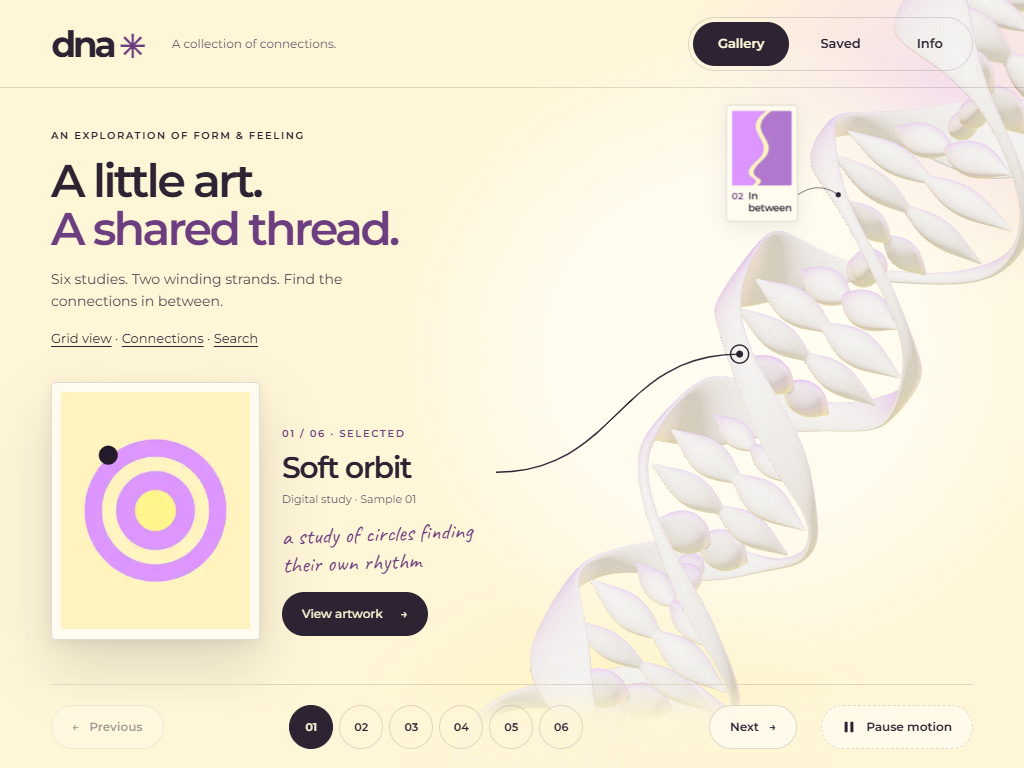 dna
A collection of connections.
Gallery
Saved
Info
AN EXPLORATION OF FORM & FEELING
A little art.
A shared thread.
Six studies. Two winding strands. Find the
connections in between.
Grid view · Connections · Search
02 In
between
01 / 06 · SELECTED
Soft orbit
Digital study · Sample 01
a study of circles finding
their own rhythm
View artwork →
← Previous
01
02
03
04
05
06
Next →
Pause motion